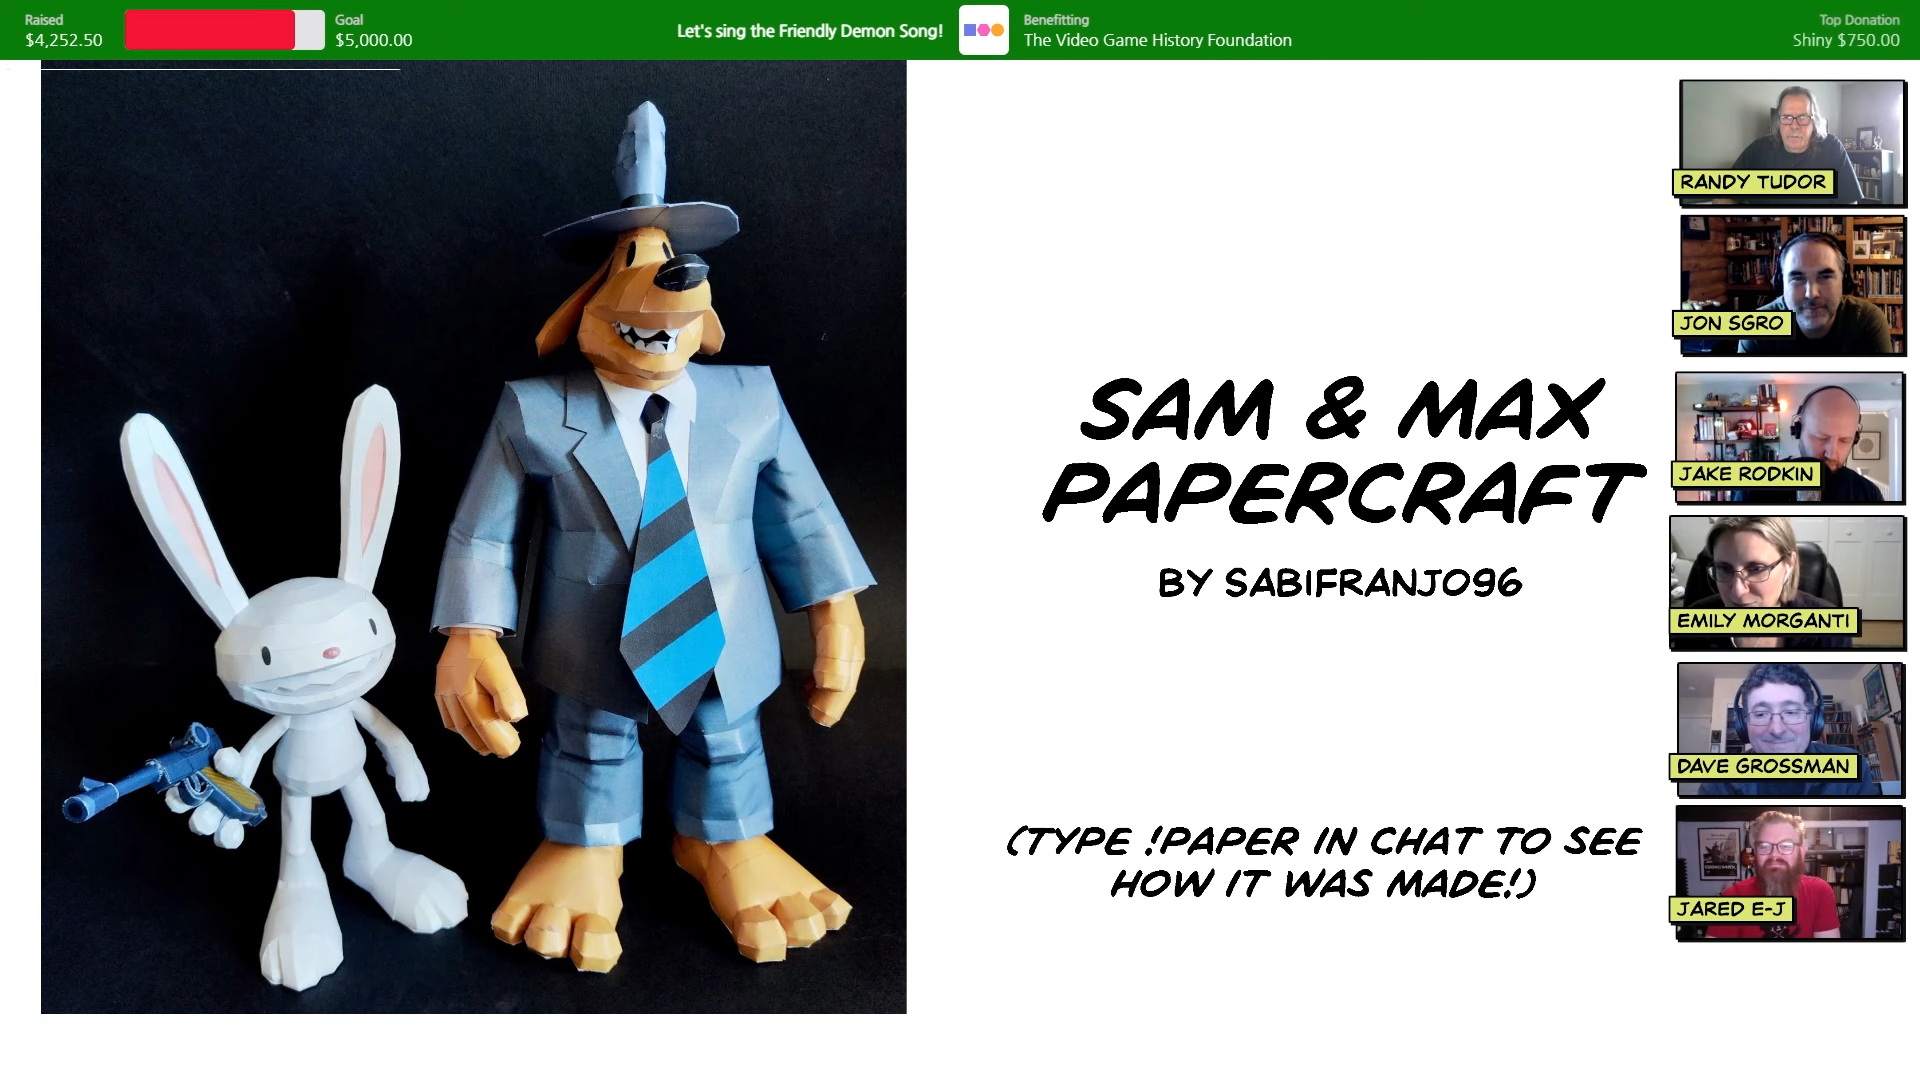 Raised
$4,252.50
Goal
$5,000.00
Let's sing the Friendly Demon Song!
Benefitting
The Video Game History Foundation
Top Donation
Shiny $750.00
SAM & MAX
PAPERCRAFT
BY SABIFRANJO96
(TYPE !PAPER IN CHAT TO SEE
HOW IT WAS MADE!)
RANDY TUDOR
JON SGRO
JAKE RODKIN
EMILY MORGANTI
DAVE GROSSMAN
JARED E-J